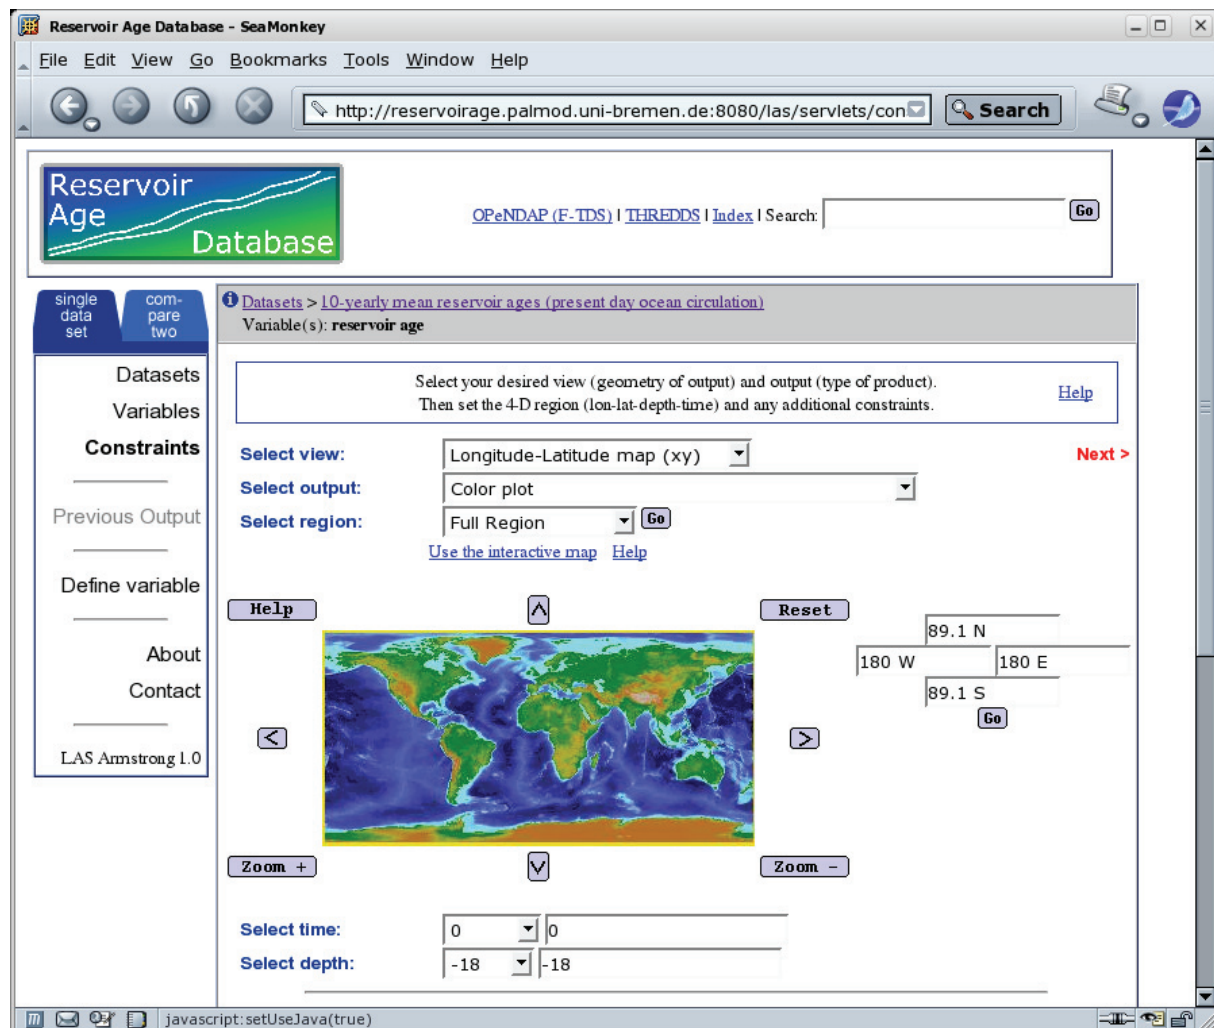 Reservoir Age Database - SeaMonkey
File Edit View Go Bookmarks Tools Window Help
http://reservoirage.palmod.uni-bremen.de:8080/las/servlets/con
Search
Reservoir
Age
Database
OPeNDAP (F-TDS) | THREDDS | Index | Search:
Go
single
data
set
com-
pare
two
Datasets > 10-yearly mean reservoir ages (present day ocean circulation)
Variable(s): reservoir age
Datasets
Variables
Constraints
Previous Output
Define variable
About
Contact
LAS Armstrong 1.0
Select your desired view (geometry of output) and output (type of product).
Then set the 4-D region (lon-lat-depth-time) and any additional constraints.
Help
Select view: Longitude-Latitude map (xy)
Next >
Select output: Color plot
Select region: Full Region Go
Use the interactive map Help
Help
Reset
89.1 N
180 W 180 E
89.1 S
Go
<
>
Zoom +
Zoom -
Select time: 0 0
Select depth: -18 -18
javascript:setUseJava(true)